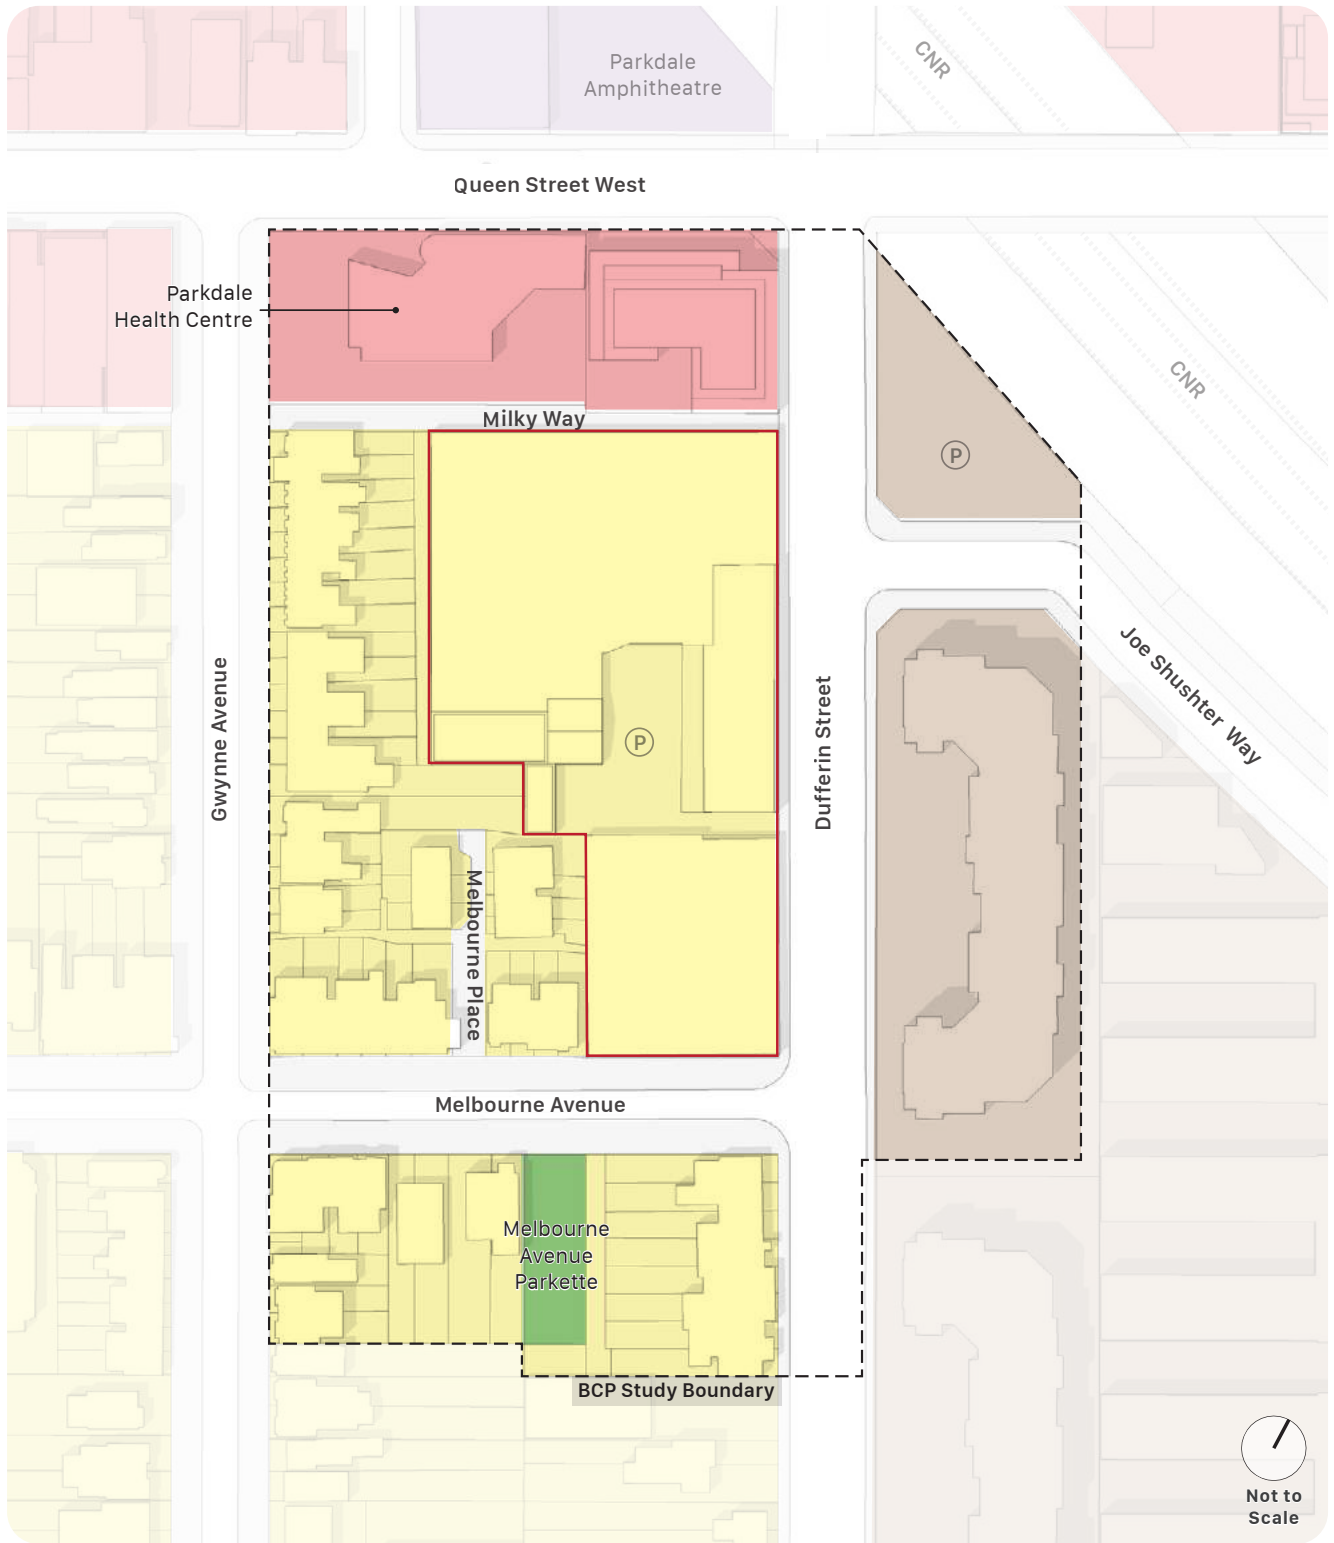 Parkdale
Amphitheatre
CNR
Queen Street West
Parkdale
Health Centre
CNR
Milky Way
P
Joe Shushter Way
Gwynne Avenue
Dufferin Street
P
Melbourne Place
Melbourne Avenue
Melbourne
Avenue
Parkette
BCP Study Boundary
Not to
Scale